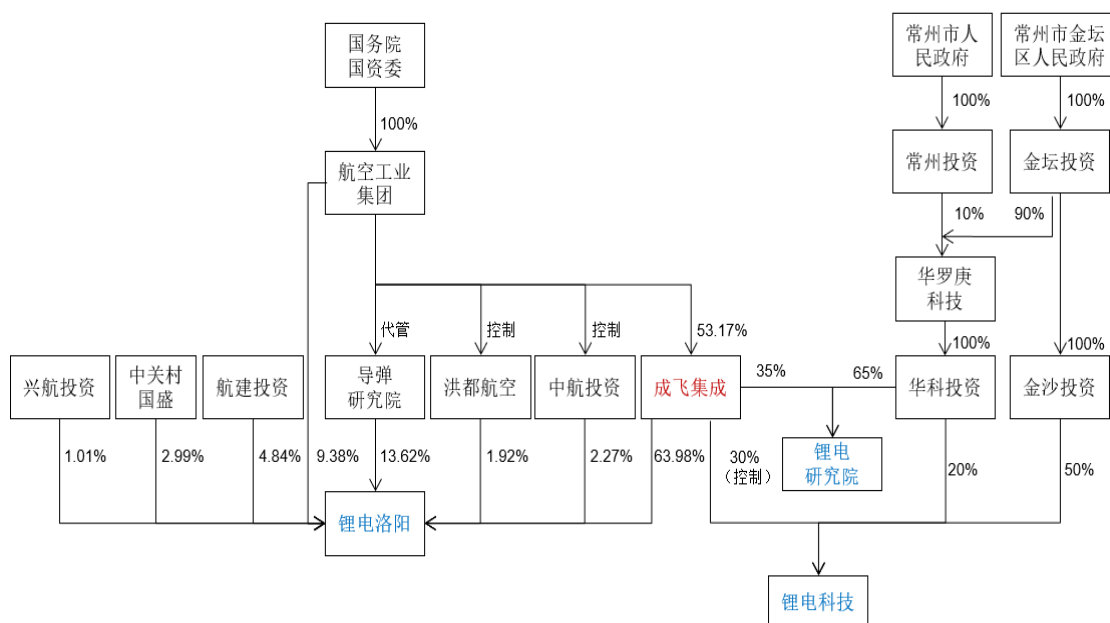 国务院
国资委
常州市人
民政府
常州市金坛
区人民政府
100%
100%
100%
航空工业
集团
常州投资
金坛投资
10%
90%
华罗庚
科技
代管
控制
控制
53.17%
100%
100%
兴航投资
中关村
国盛
航建投资
导弹
研究院
洪都航空
中航投资
成飞集成
35%
65%
华科投资
金沙投资
1.01%
2.99%
4.84%
9.38%
13.62%
1.92%
2.27%
63.98%
30%
（控制）
锂电
研究院
20%
50%
锂电洛阳
锂电科技